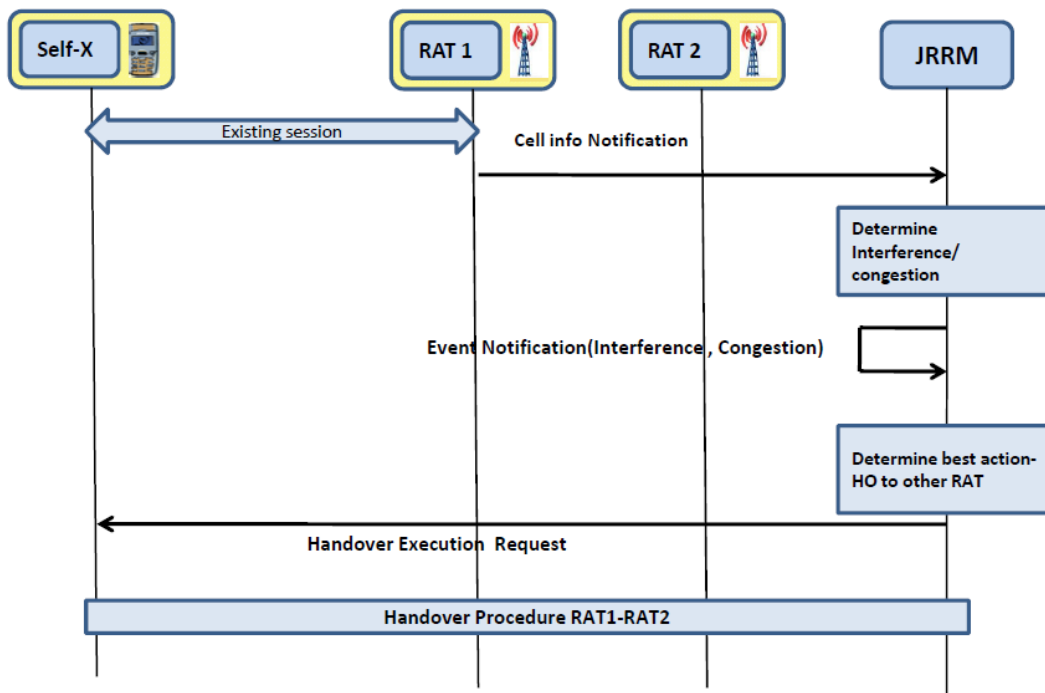 Self-X
RAT 1
RAT 2
JRRM
Existing session
Cell info Notification
Determine
Interference/
congestion
Event Notification(Interference , Congestion)
Determine best action-
HO to other RAT
Handover Execution Request
Handover Procedure RAT1-RAT2